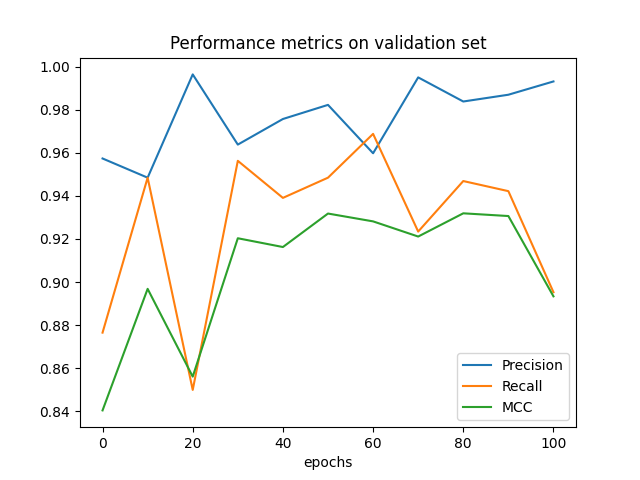 Performance metrics on validation set
1.00
0.98
0.96
0.94
0.92
0.90
0.88
0.86
0.84
Precision
Recall
MCC
0 20 40 60 80 100
epochs